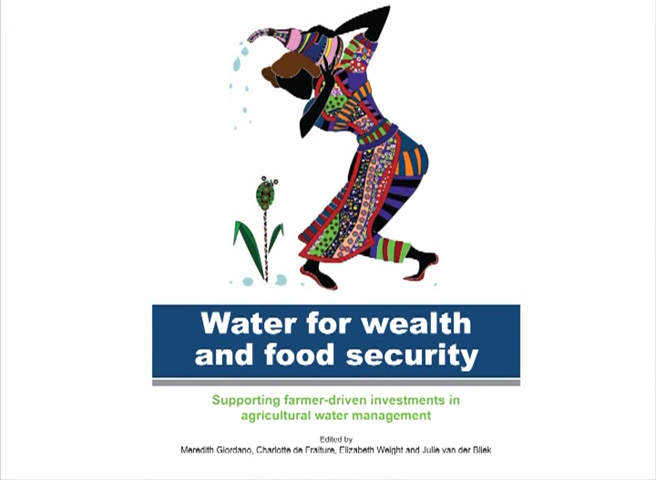 Water for wealth
and food security
Supporting farmer-driven investments in
agricultural water management
Edited by
Meredith Giordano, Charlotte de Fraiture, Elizabeth Weight and Julie van der Bliek